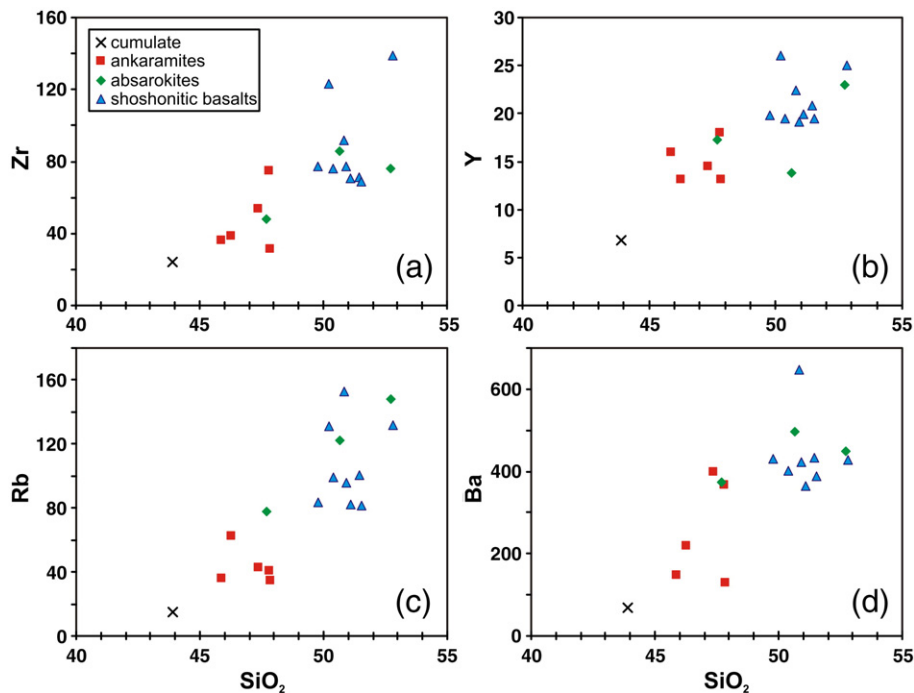 160
120
80
40
0
Zr
cumulate
ankaramites
absarokites
shoshonitic basalts
(a)
40 45 50 55
30
25
20
15
10
5
0
Y
(b)
40 45 50 55
160
120
80
40
0
Rb
(c)
40 45 50 55
SiO₂
600
400
200
0
Ba
(d)
40 45 50 55
SiO₂